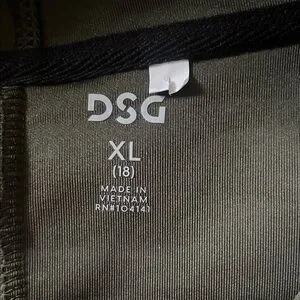 DSG
XL
(18)
MADE IN
VIETNAM
RN#104141